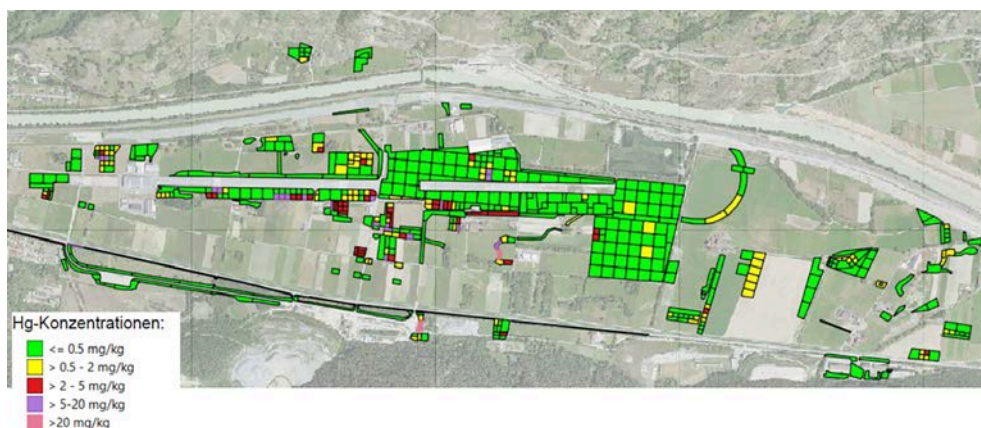 Hg-Konzentrationen:
<= 0.5 mg/kg
> 0.5 - 2 mg/kg
> 2 - 5 mg/kg
> 5-20 mg/kg
>20 mg/kg